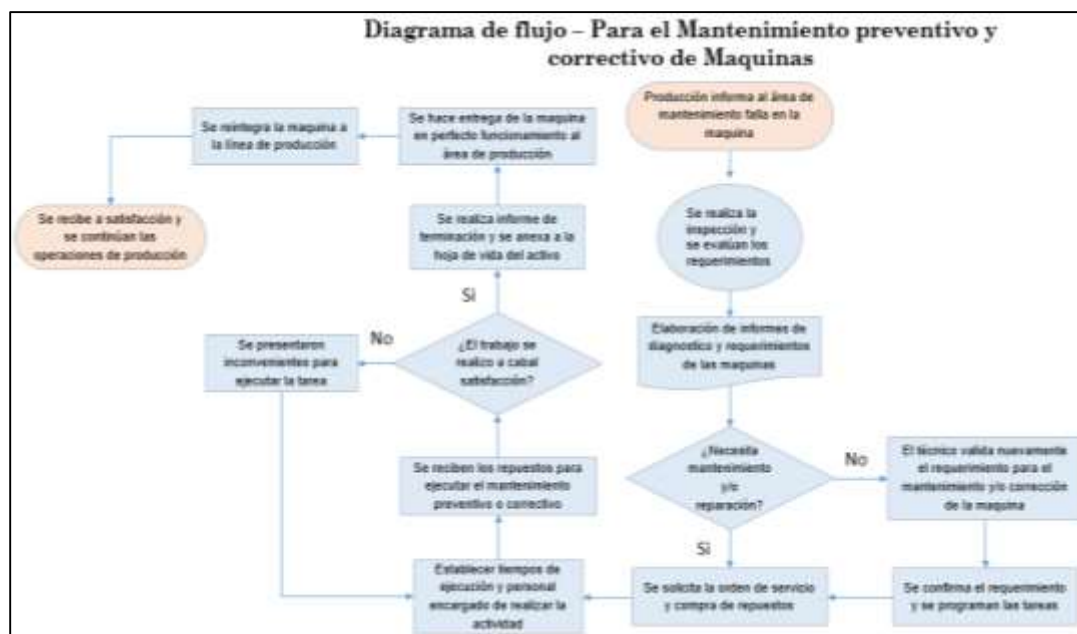 Diagrama de flujo – Para el Mantenimiento preventivo y
correctivo de Maquinas
Producción informa al área de
mantenimiento falla en la
maquina
Se realiza la
inspección y
se evalúan los
requerimientos
Elaboración de informes de
diagnostico y requerimientos
de las maquinas
¿Necesita
mantenimiento
y/o
reparación?
No
El técnico valida nuevamente
el requerimiento para el
mantenimiento y/o corrección
de la maquina
Se confirma el requerimiento
y se programan las tareas
Si
Se solicita la orden de servicio
y compra de repuestos
Establecer tiempos de
ejecución y personal
encargado de realizar la
actividad
Se reciben los repuestos para
ejecutar el mantenimiento
preventivo o correctivo
¿El trabajo se
realizo a cabal
satisfacción?
No
Se presentaron
inconvenientes para
ejecutar la tarea
Si
Se realiza informe de
terminación y se anexa a la
hoja de vida del activo
Se hace entrega de la maquina
en perfecto funcionamiento al
área de producción
Se reintegra la maquina a
la línea de producción
Se recibe a satisfacción y
se continúan las
operaciones de producción